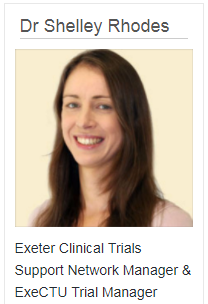 Dr Shelley Rhodes
Exeter Clinical Trials
Support Network Manager &
ExeCTU Trial Manager